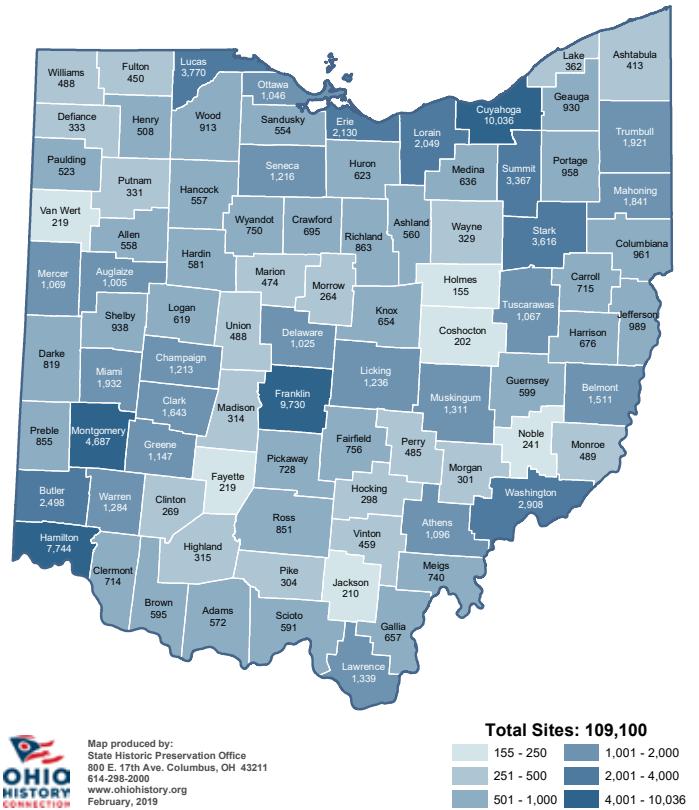 Williams
488
Fulton
450
Lucas
3,770
Ottawa
1,046
Lake
362
Ashtabula
413
Geauga
930
Cuyahoga
10,036
Defiance
333
Henry
508
Wood
913
Sandusky
554
Erie
2,130
Lorain
2,049
Trumbull
1,921
Paulding
523
Putnam
331
Hancock
557
Seneca
1,216
Huron
623
Medina
636
Summit
3,367
Portage
958
Mahoning
1,841
Van Wert
219
Allen
558
Wyandot
750
Crawford
695
Richland
863
Ashland
560
Wayne
329
Stark
3,616
Columbiana
961
Mercer
1,069
Auglaize
1,005
Hardin
581
Marion
474
Morrow
264
Holmes
155
Carroll
715
Tuscarawas
1,067
Shelby
938
Logan
619
Union
488
Delaware
1,025
Knox
654
Coshocton
202
Jefferson
989
Harrison
676
Darke
819
Miami
1,932
Champaign
1,213
Licking
1,236
Guernsey
599
Belmont
1,511
Clark
1,643
Madison
314
Franklin
9,730
Muskingum
1,311
Preble
855
Montgomery
4,687
Greene
1,147
Fairfield
756
Perry
485
Noble
241
Monroe
489
Pickaway
728
Morgan
301
Fayette
219
Butler
2,498
Warren
1,284
Clinton
269
Hocking
298
Washington
2,908
Ross
851
Athens
1,096
Hamilton
7,744
Highland
315
Vinton
459
Clermont
714
Pike
304
Jackson
210
Meigs
740
Brown
595
Adams
572
Scioto
591
Gallia
657
Lawrence
1,339
OHIO
HISTORY
CONNECTION
Map produced by:
State Historic Preservation Office
800 E. 17th Ave. Columbus, OH 43211
614-298-2000
www.ohiohistory.org
February, 2019
Total Sites: 109,100
155 - 250
251 - 500
501 - 1,000
1,001 - 2,000
2,001 - 4,000
4,001 - 10,036